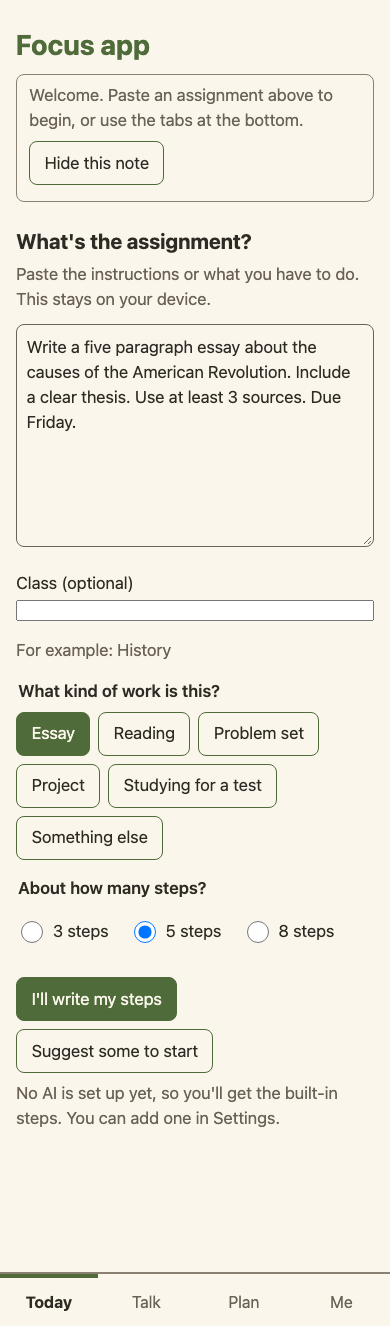 Focus app
Welcome. Paste an assignment above to
begin, or use the tabs at the bottom.
Hide this note
What's the assignment?
Paste the instructions or what you have to do.
This stays on your device.
Write a five paragraph essay about the
causes of the American Revolution. Include
a clear thesis. Use at least 3 sources. Due
Friday.
Class (optional)
For example: History
What kind of work is this?
Essay Reading Problem set
Project Studying for a test
Something else
About how many steps?
3 steps 5 steps 8 steps
I'll write my steps
Suggest some to start
No AI is set up yet, so you'll get the built-in
steps. You can add one in Settings.
Today Talk Plan Me